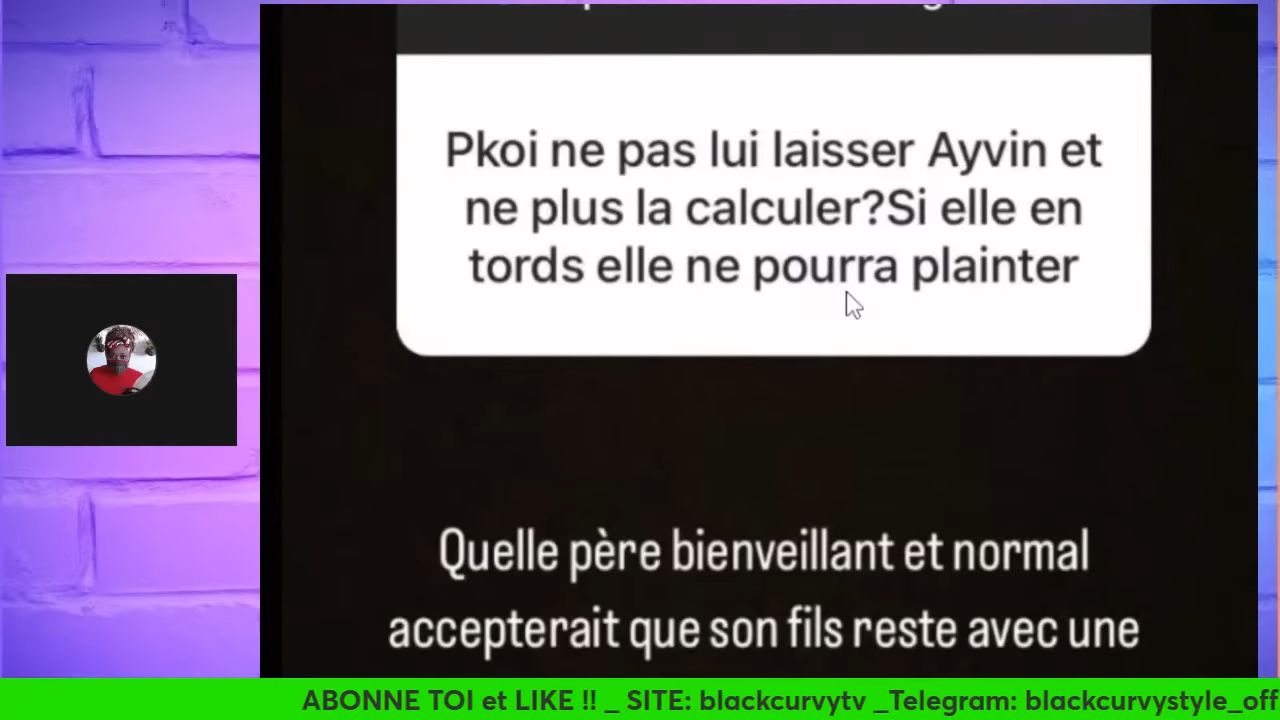 Pkoi ne pas lui laisser Ayvin et
ne plus la calculer?Si elle en
tords elle ne pourra plainter
Quelle père bienveillant et normal
accepterait que son fils reste avec une
ABONNE TOI et LIKE !! _ SITE: blackcurvytv _Telegram: blackcurvystyle_off